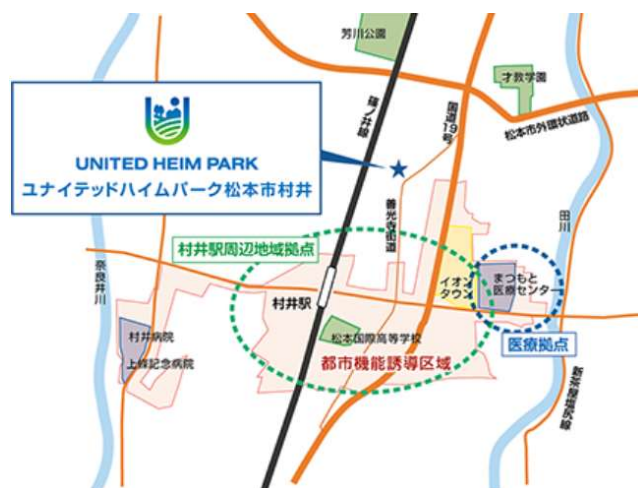 芳川公園
才教学園
篠ノ井線
国道19号
松本市外環状道路
UNITED HEIM PARK
ユナイテッドハイムパーク松本市村井
善光寺街道
田川
奈良井川
村井駅周辺地域拠点
イオン
タウン
まつもと
医療センター
村井駅
村井病院
上條記念病院
松本国際高等学校
都市機能誘導区域
医療拠点
新茶屋塩尻線